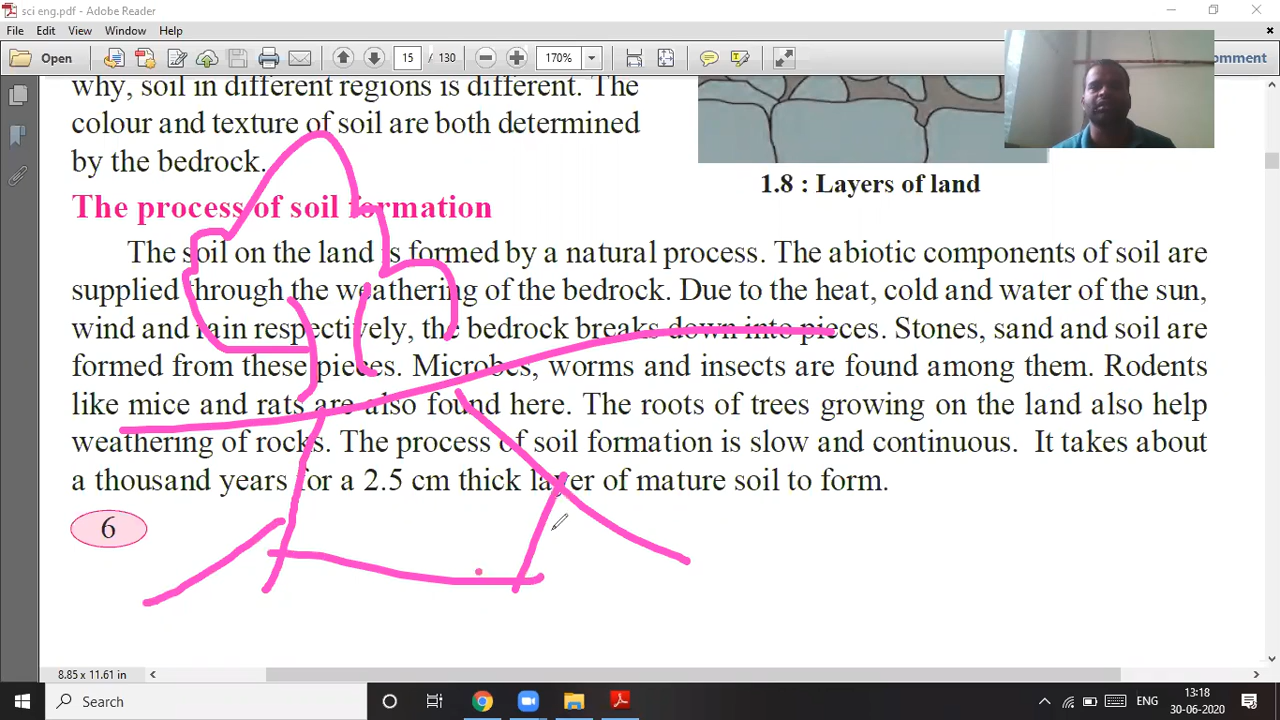 sci eng.pdf - Adobe Reader
File Edit View Window Help
Open 15 / 130 170% Comment
why, soil in different regions is different. The
colour and texture of soil are both determined
by the bedrock.
1.8 : Layers of land
The process of soil formation
The soil on the land is formed by a natural process. The abiotic components of soil are
supplied through the weathering of the bedrock. Due to the heat, cold and water of the sun,
wind and rain respectively, the bedrock breaks down into pieces. Stones, sand and soil are
formed from these pieces. Microbes, worms and insects are found among them. Rodents
like mice and rats are also found here. The roots of trees growing on the land also help
weathering of rocks. The process of soil formation is slow and continuous. It takes about
a thousand years for a 2.5 cm thick layer of mature soil to form.
6
8.85 x 11.61 in
Search
ENG
13:18
30-06-2020